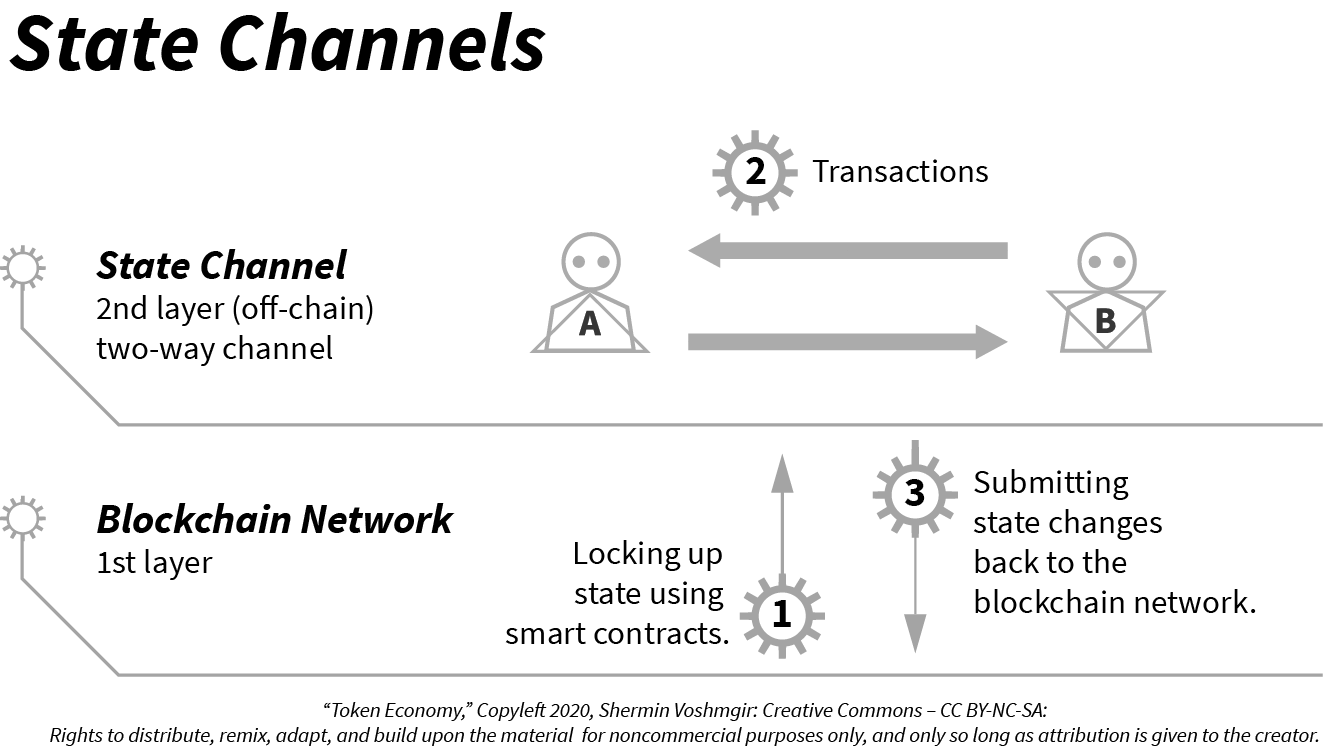 State Channels
2 Transactions
State Channel
2nd layer (off-chain)
two-way channel
A
B
Blockchain Network
1st layer
Locking up
state using
smart contracts.
1
3
Submitting
state changes
back to the
blockchain network.
“Token Economy,” Copyleft 2020, Shermin Voshmgir: Creative Commons – CC BY-NC-SA:
Rights to distribute, remix, adapt, and build upon the material for noncommercial purposes only, and only so long as attribution is given to the creator.